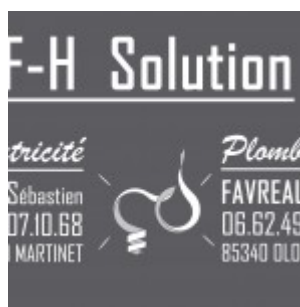 F-H Solution
tricité
Plomb
Sébastien
FAVREAU
07.10.68
06.62.49
MARTINET
85340 OLO